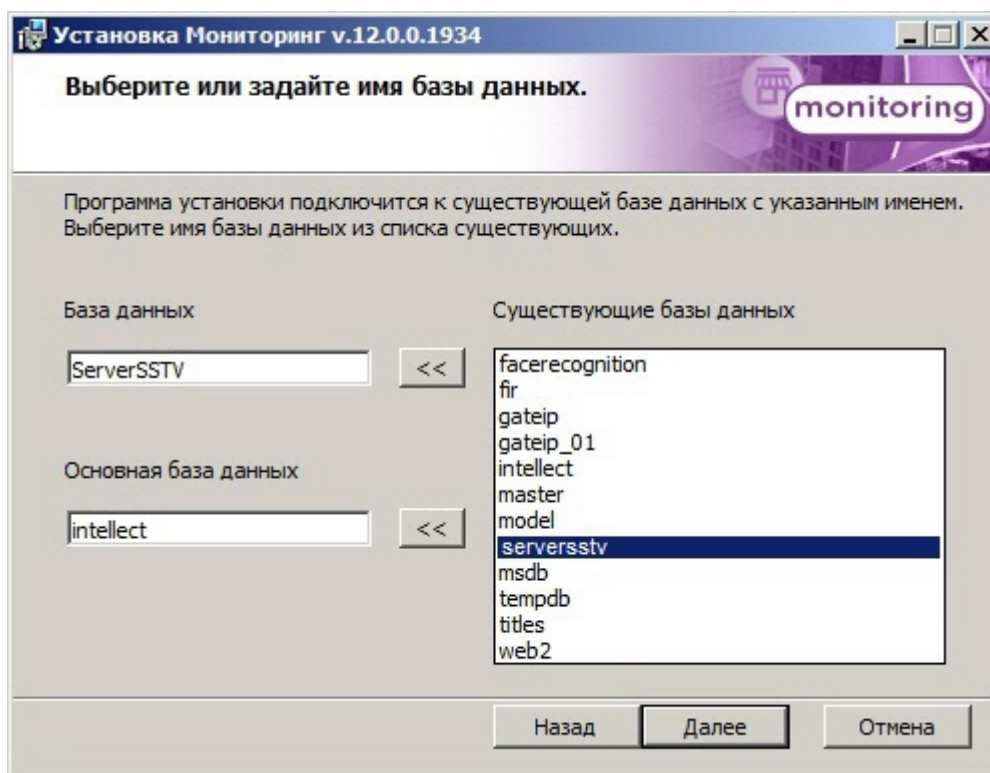 Установка Мониторинг v.12.0.0.1934
Выберите или задайте имя базы данных.
monitoring
Программа установки подключится к существующей базе данных с указанным именем.
Выберите имя базы данных из списка существующих.
База данных
ServerSSTV
<<
Основная база данных
intellect
<<
Существующие базы данных
facerecognition
fir
gateip
gateip_01
intellect
master
model
serversstv
msdb
tempdb
titles
web2
Назад
Далее
Отмена